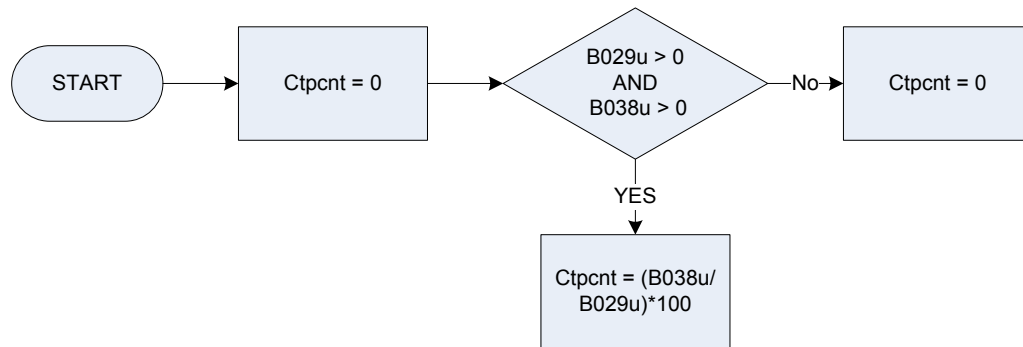 START
Ctpcnt = 0
B029u > 0
AND
B038u > 0
No
Ctpcnt = 0
YES
Ctpcnt = (B038u/
B029u)*100